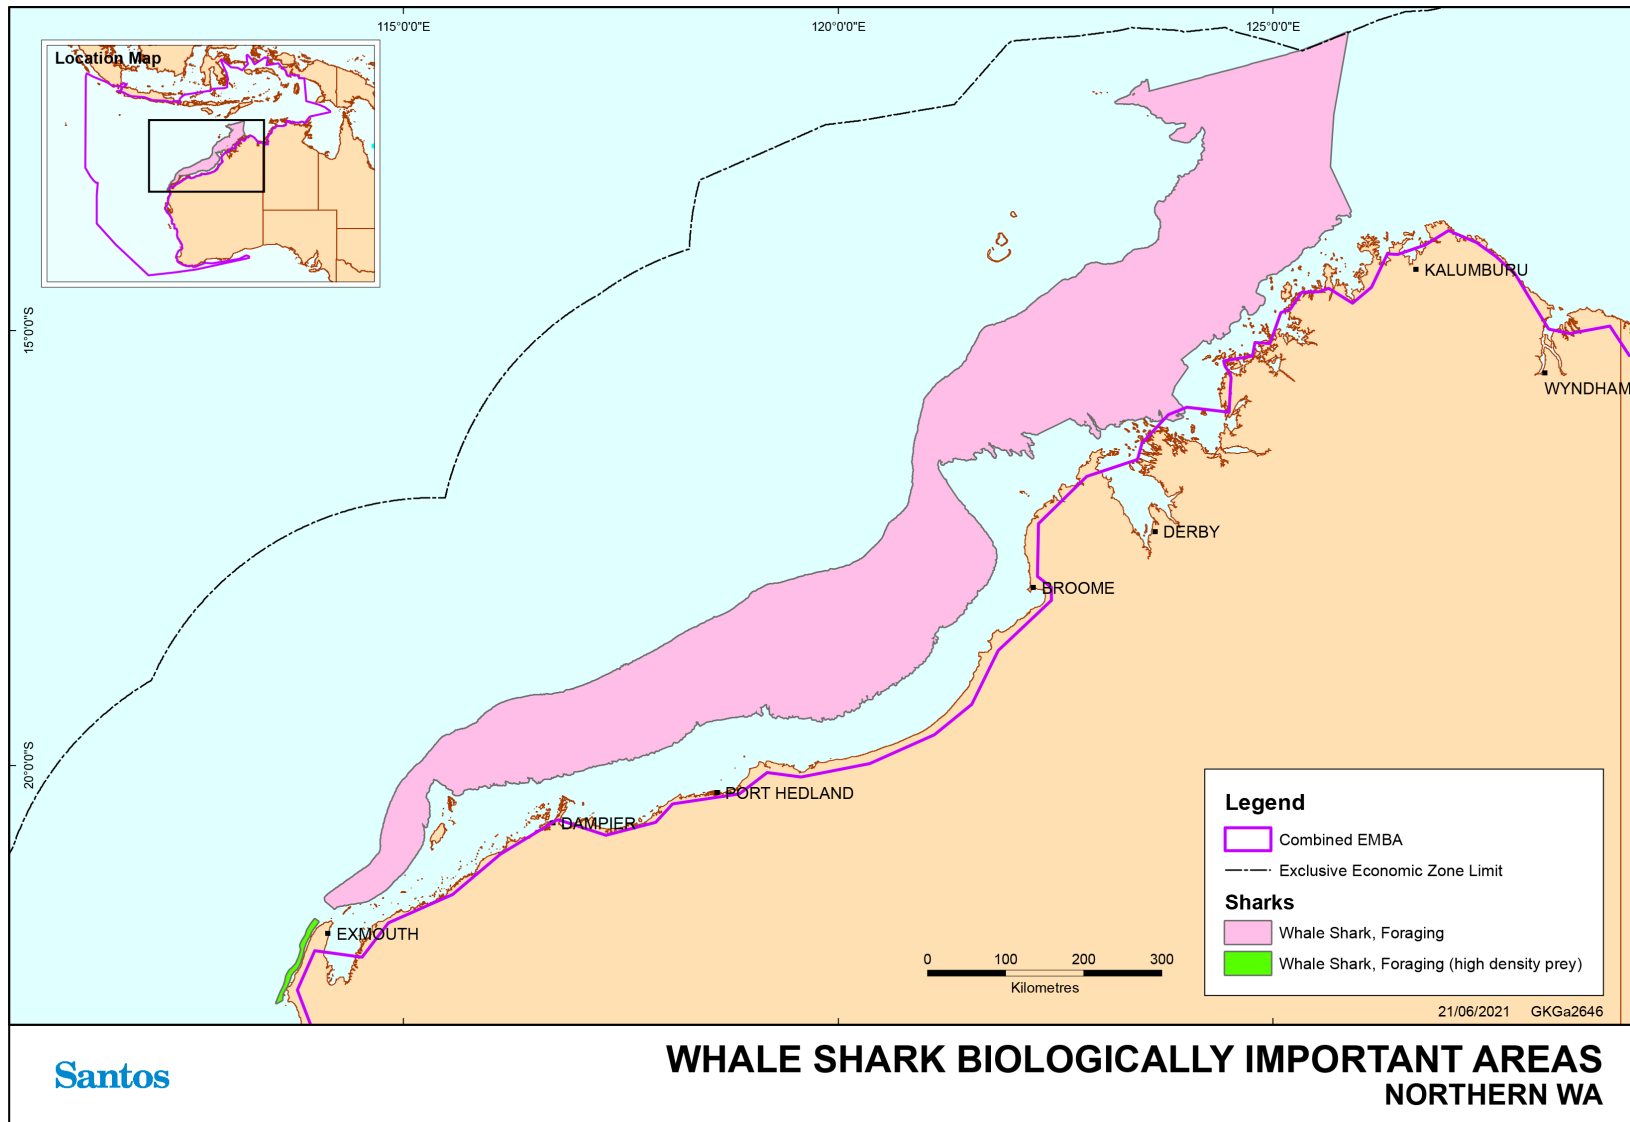 115°0'0"E
120°0'0"E
125°0'0"E
Location Map
15°0'0"S
20°0'0"S
KALUMBURU
WYNDHAM
DERBY
BROOME
PORT HEDLAND
DAMPIER
EXMOUTH
0 100 200 300
Kilometres
Legend
Combined EMBA
Exclusive Economic Zone Limit
Sharks
Whale Shark, Foraging
Whale Shark, Foraging (high density prey)
21/06/2021 GKGa2646
Santos
WHALE SHARK BIOLOGICALLY IMPORTANT AREAS
NORTHERN WA